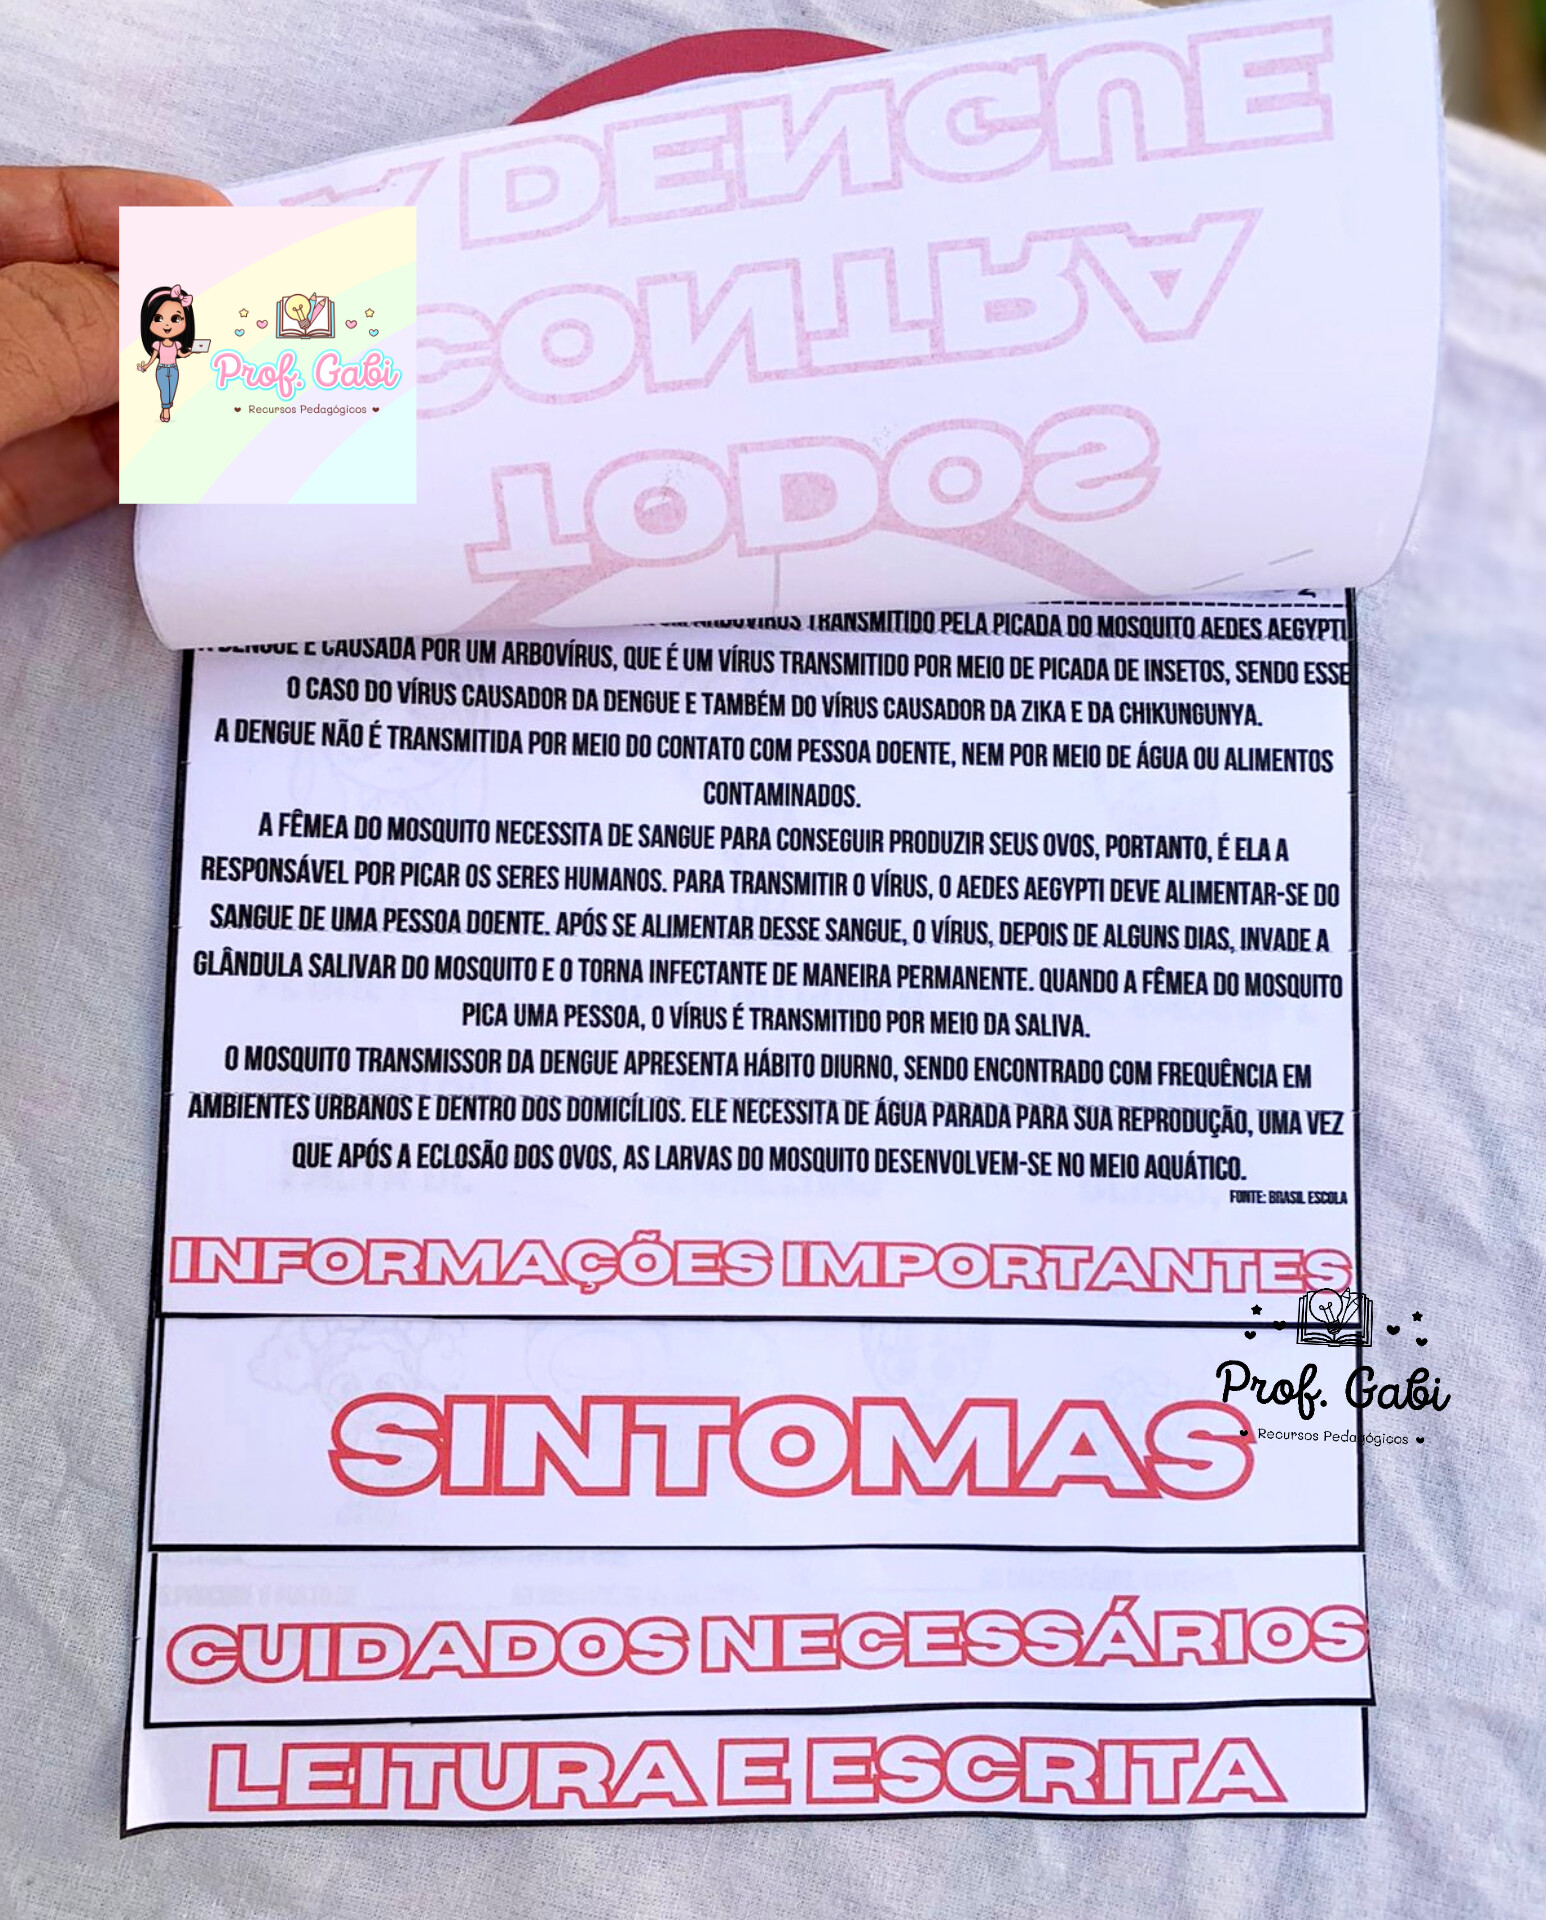 DENGUE
CONTRA
TODOS
Prof. Gabi
Recursos Pedagógicos
ARBOVÍRUS TRANSMITIDO PELA PICADA DO MOSQUITO AEDES AEGYPTI
A DENGUE É CAUSADA POR UM ARBOVÍRUS, QUE É UM VÍRUS TRANSMITIDO POR MEIO DE PICADA DE INSETOS, SENDO ESSE
O CASO DO VÍRUS CAUSADOR DA DENGUE E TAMBÉM DO VÍRUS CAUSADOR DA ZIKA E DA CHIKUNGUNYA.
A DENGUE NÃO É TRANSMITIDA POR MEIO DO CONTATO COM PESSOA DOENTE, NEM POR MEIO DE ÁGUA OU ALIMENTOS
CONTAMINADOS.
A FÊMEA DO MOSQUITO NECESSITA DE SANGUE PARA CONSEGUIR PRODUZIR SEUS OVOS, PORTANTO, É ELA A
RESPONSÁVEL POR PICAR OS SERES HUMANOS. PARA TRANSMITIR O VÍRUS, O AEDES AEGYPTI DEVE ALIMENTAR-SE DO
SANGUE DE UMA PESSOA DOENTE. APÓS SE ALIMENTAR DESSE SANGUE, O VÍRUS, DEPOIS DE ALGUNS DIAS, INVADE A
GLÂNDULA SALIVAR DO MOSQUITO E O TORNA INFECTANTE DE MANEIRA PERMANENTE. QUANDO A FÊMEA DO MOSQUITO
PICA UMA PESSOA, O VÍRUS É TRANSMITIDO POR MEIO DA SALIVA.
O MOSQUITO TRANSMISSOR DA DENGUE APRESENTA HÁBITO DIURNO, SENDO ENCONTRADO COM FREQUÊNCIA EM
AMBIENTES URBANOS E DENTRO DOS DOMICÍLIOS. ELE NECESSITA DE ÁGUA PARADA PARA SUA REPRODUÇÃO, UMA VEZ
QUE APÓS A ECLOSÃO DOS OVOS, AS LARVAS DO MOSQUITO DESENVOLVEM-SE NO MEIO AQUÁTICO.
FONTE: BRASIL ESCOLA
INFORMAÇÕES IMPORTANTES
Prof. Gabi
Recursos Pedagógicos
SINTOMAS
CUIDADOS NECESSÁRIOS
LEITURA E ESCRITA